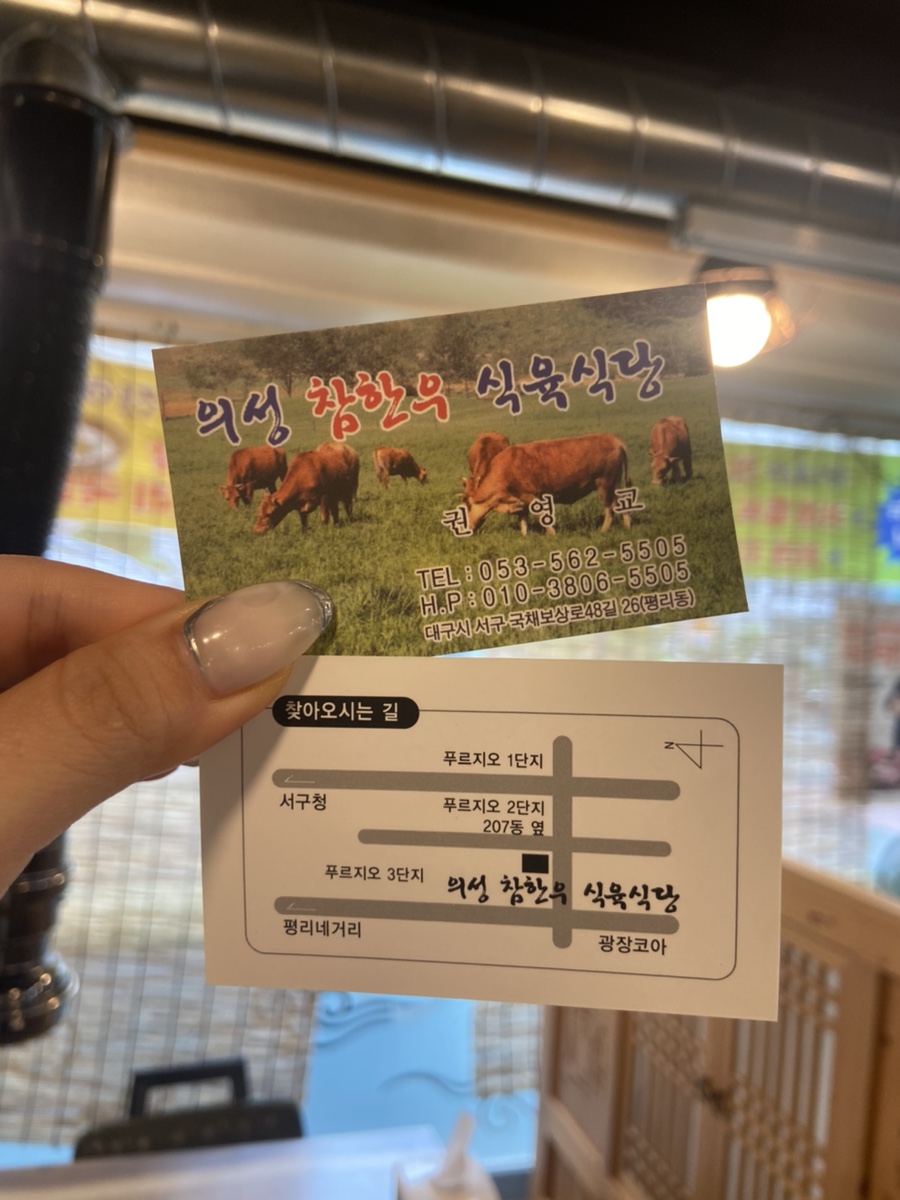 의성 참한우 식육식당
권 영 교
TEL : 053-562-5505
H.P : 010-3806-5505
대구시 서구 국채보상로48길 26(평리동)
찾아오시는 길
N
푸르지오 1단지
서구청
푸르지오 2단지
207동 옆
푸르지오 3단지
의성 참한우 식육식당
평리네거리
광장코아